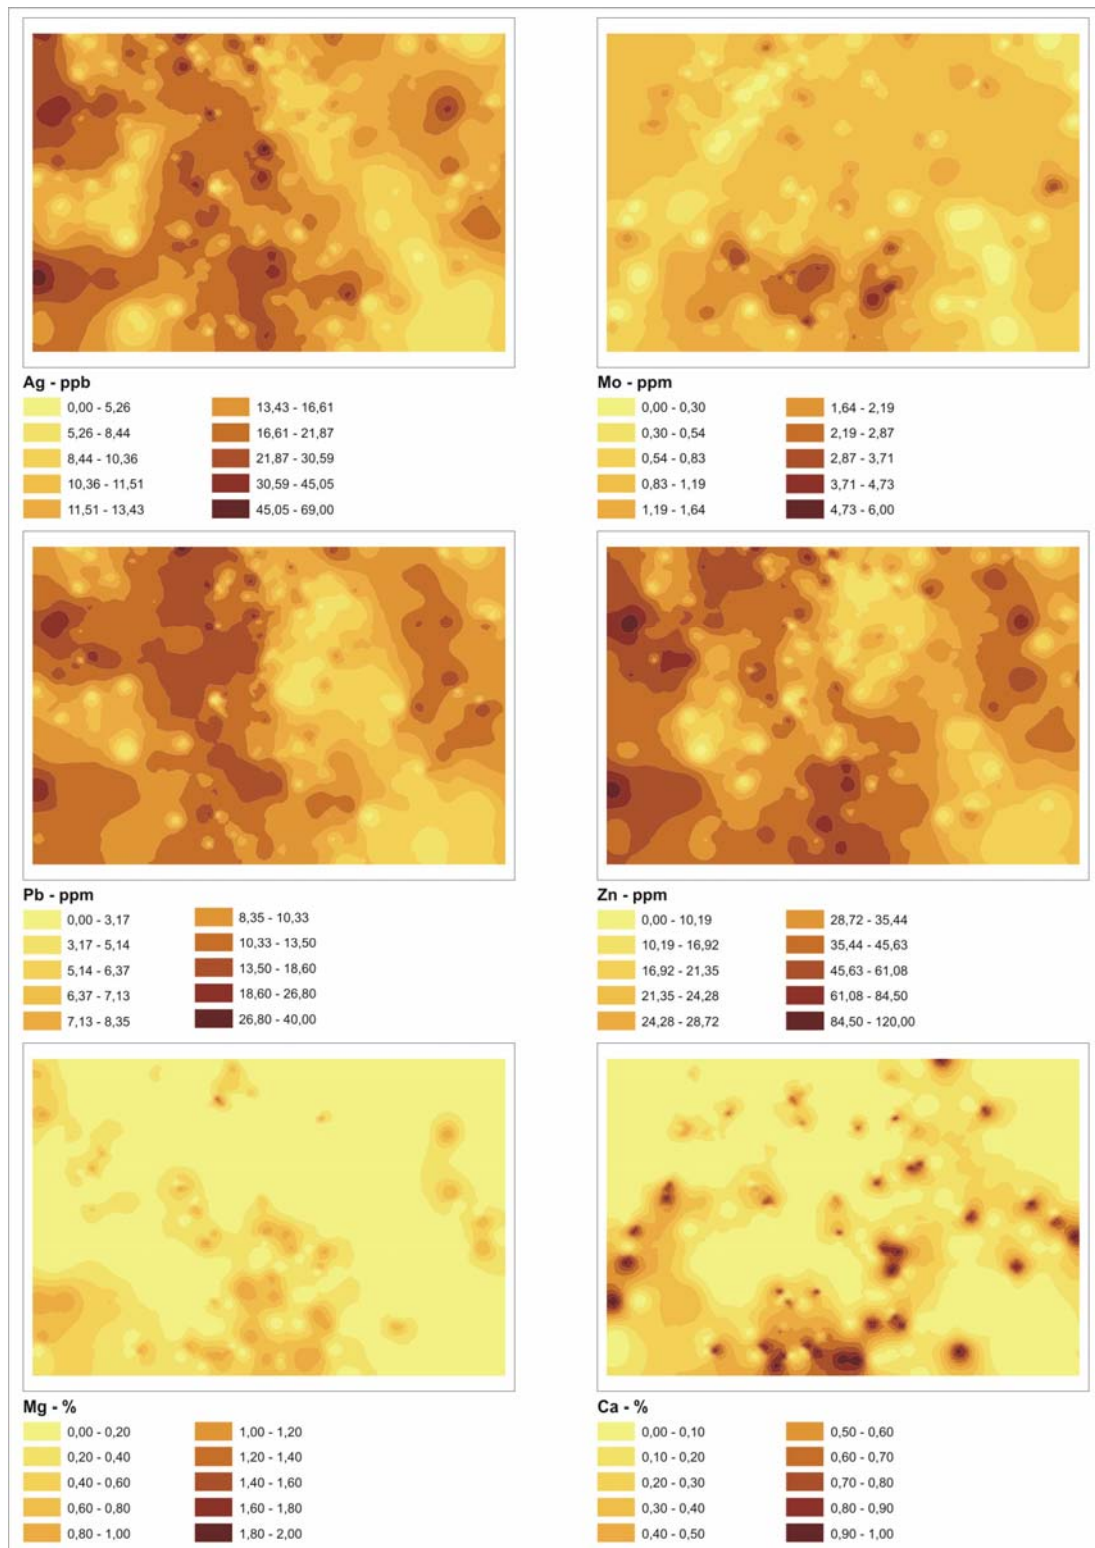 Ag - ppb
0,00 - 5,26
5,26 - 8,44
8,44 - 10,36
10,36 - 11,51
11,51 - 13,43
13,43 - 16,61
16,61 - 21,87
21,87 - 30,59
30,59 - 45,05
45,05 - 69,00
Mo - ppm
0,00 - 0,30
0,30 - 0,54
0,54 - 0,83
0,83 - 1,19
1,19 - 1,64
1,64 - 2,19
2,19 - 2,87
2,87 - 3,71
3,71 - 4,73
4,73 - 6,00
Pb - ppm
0,00 - 3,17
3,17 - 5,14
5,14 - 6,37
6,37 - 7,13
7,13 - 8,35
8,35 - 10,33
10,33 - 13,50
13,50 - 18,60
18,60 - 26,80
26,80 - 40,00
Zn - ppm
0,00 - 10,19
10,19 - 16,92
16,92 - 21,35
21,35 - 24,28
24,28 - 28,72
28,72 - 35,44
35,44 - 45,63
45,63 - 61,08
61,08 - 84,50
84,50 - 120,00
Mg - %
0,00 - 0,20
0,20 - 0,40
0,40 - 0,60
0,60 - 0,80
0,80 - 1,00
1,00 - 1,20
1,20 - 1,40
1,40 - 1,60
1,60 - 1,80
1,80 - 2,00
Ca - %
0,00 - 0,10
0,10 - 0,20
0,20 - 0,30
0,30 - 0,40
0,40 - 0,50
0,50 - 0,60
0,60 - 0,70
0,70 - 0,80
0,80 - 0,90
0,90 - 1,00